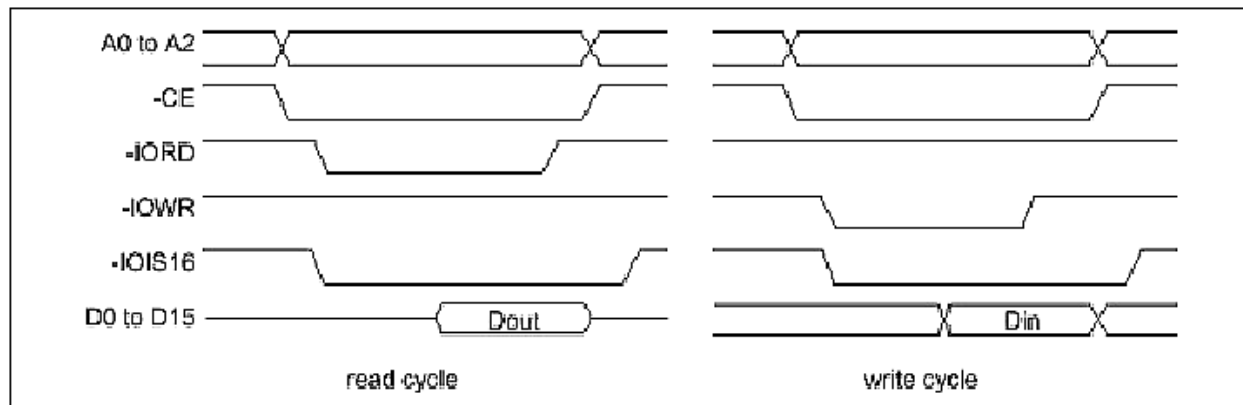 A0 to A2
-CE
-IORD
-IOWR
-IOIS16
D0 to D15 Dout Din
read cycle write cycle